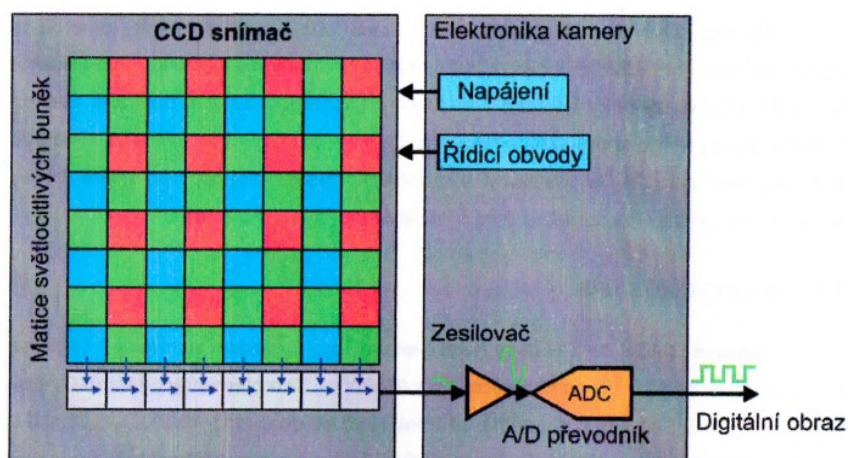 CCD snímač
Elektronika kamery
Matice světlocitlivých buněk
Napájení
Řídicí obvody
Zesilovač
ADC
A/D převodník
Digitální obraz